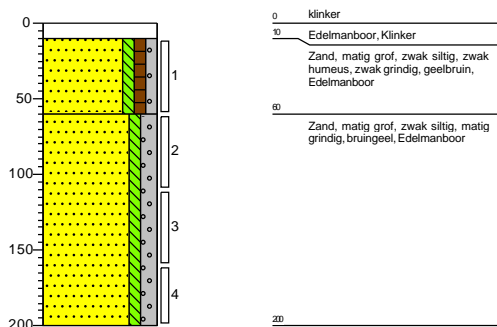 0
50
100
150
200
1
2
3
4
0 klinker
10 Edelmanboor, Klinker
Zand, matig grof, zwak siltig, zwak
humeus, zwak grindig, geelbruin,
Edelmanboor
60
Zand, matig grof, zwak siltig, matig
grindig, bruingeel, Edelmanboor
200